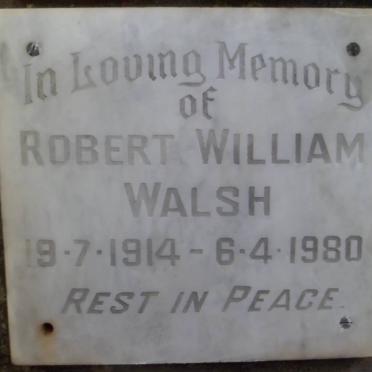 In Loving Memory
of
ROBERT WILLIAM
WALSH
19·7·1914 – 6·4·1980
REST IN PEACE.